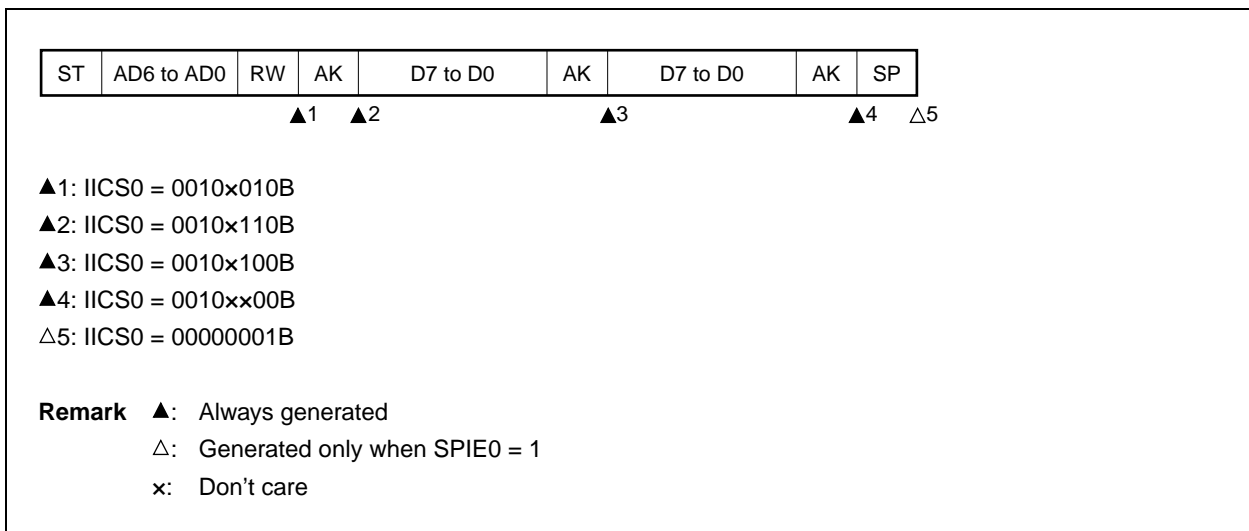 ST AD6 to AD0 RW AK D7 to D0 AK D7 to D0 AK SP
▲1 ▲2 ▲3 ▲4 △5
▲1: IICS0 = 0010×010B
▲2: IICS0 = 0010×110B
▲3: IICS0 = 0010×100B
▲4: IICS0 = 0010××00B
△5: IICS0 = 00000001B
Remark ▲: Always generated
△: Generated only when SPIE0 = 1
×: Don't care